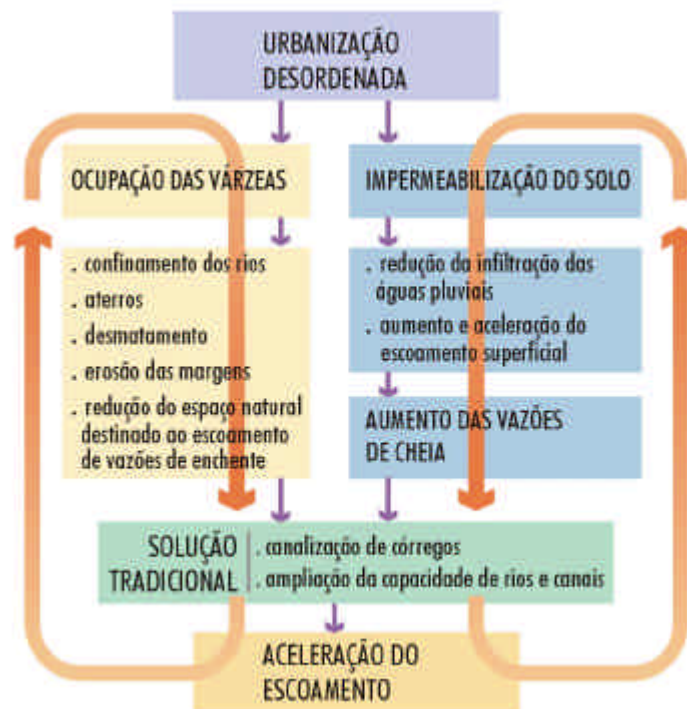 URBANIZAÇÃO
DESORDENADA
OCUPAÇÃO DAS VÁRZEAS
. confinamento dos rios
. aterros
. desmatamento
. erosão das margens
. redução do espaço natural
destinado ao escoamento
de vazões de enchente
IMPERMEABILIZAÇÃO DO SOLO
. redução da infiltração das
águas pluviais
. aumento e aceleração do
escoamento superficial
AUMENTO DAS VAZÕES
DE CHEIA
SOLUÇÃO
TRADICIONAL
. canalização de córregos
. ampliação da capacidade de rios e canais
ACELERAÇÃO DO
ESCOAMENTO